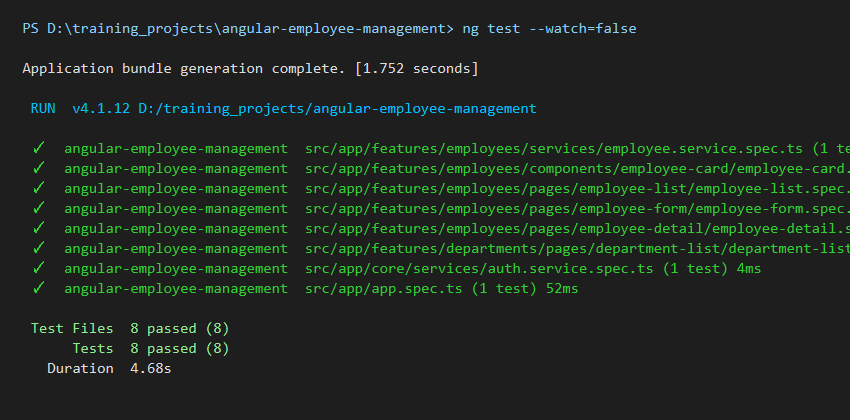 PS D:\training_projects\angular-employee-management> ng test --watch=false
Application bundle generation complete. [1.752 seconds]
RUN  v4.1.12 D:/training_projects/angular-employee-management
✓  angular-employee-management  src/app/features/employees/services/employee.service.spec.ts (1 te
✓  angular-employee-management  src/app/features/employees/components/employee-card/employee-card.
✓  angular-employee-management  src/app/features/employees/pages/employee-list/employee-list.spec.
✓  angular-employee-management  src/app/features/employees/pages/employee-form/employee-form.spec.
✓  angular-employee-management  src/app/features/employees/pages/employee-detail/employee-detail.s
✓  angular-employee-management  src/app/features/departments/pages/department-list/department-list
✓  angular-employee-management  src/app/core/services/auth.service.spec.ts (1 test) 4ms
✓  angular-employee-management  src/app/app.spec.ts (1 test) 52ms
Test Files  8 passed (8)
Tests  8 passed (8)
Duration  4.68s